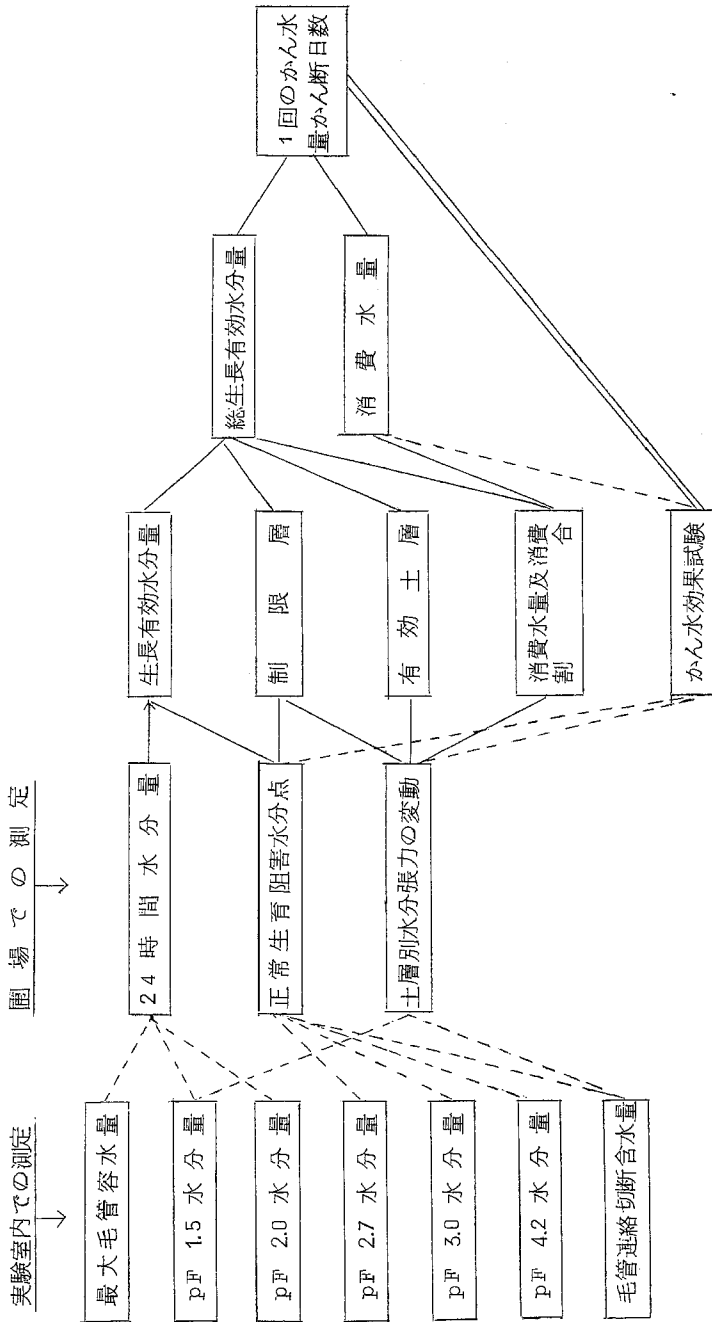 実験室内での測定
最大毛管容水量
pF 1.5 水分量
pF 2.0 水分量
pF 2.7 水分量
pF 3.0 水分量
pF 4.2 水分量
毛管連絡切断含水量
圃場での測定
24時間水分量
正常生育阻害水分点
土層別水分張力の変動
生長有効水分量
制限層
有効土層
消費水量及消費
割合
かん水効果試験
総生長有効水分量
消費水量
1回のかん水
量かん断日数